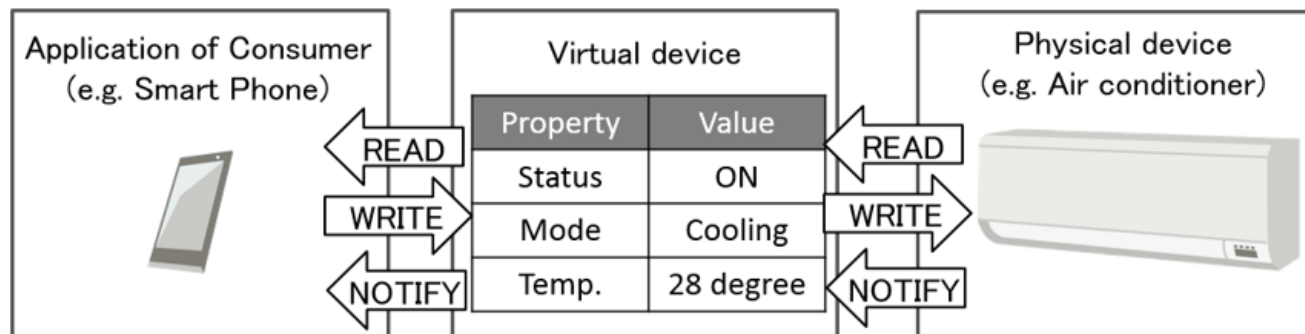 Application of Consumer
(e.g. Smart Phone)
READ
WRITE
NOTIFY
Virtual device
Property Value
Status ON
Mode Cooling
Temp. 28 degree
READ
WRITE
NOTIFY
Physical device
(e.g. Air conditioner)